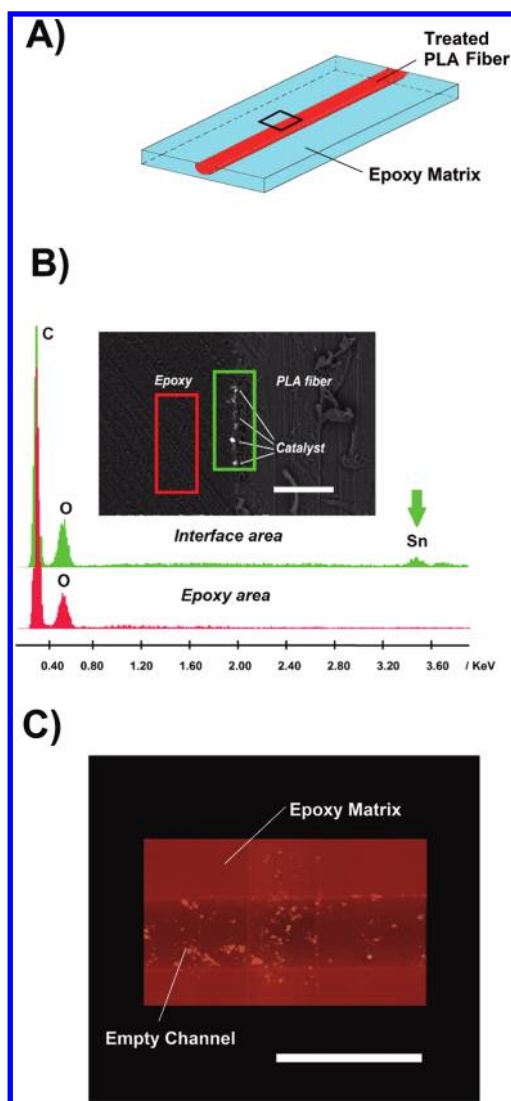 A)
Treated
PLA Fiber
Epoxy Matrix
B)
C
Epoxy
PLA fiber
Catalyst
O
Interface area
Sn
O
Epoxy area
0.40 0.80 1.20 1.60 2.00 2.40 2.80 3.20 3.60 / KeV
C)
Epoxy Matrix
Empty Channel